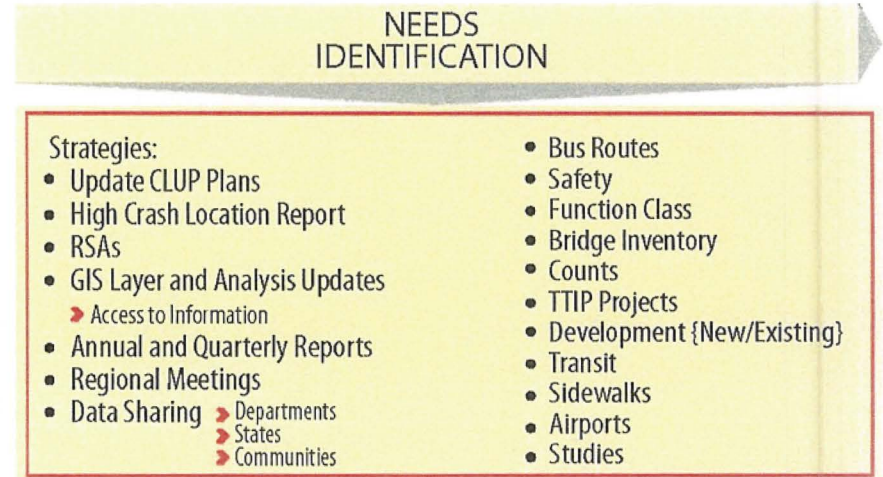 NEEDS
IDENTIFICATION
Strategies:
• Update CLUP Plans
• High Crash Location Report
• RSAs
• GIS Layer and Analysis Updates
Access to Information
• Annual and Quarterly Reports
• Regional Meetings
• Data Sharing
Departments
States
Communities
• Bus Routes
• Safety
• Function Class
• Bridge Inventory
• Counts
• TTIP Projects
• Development {New/Existing}
• Transit
• Sidewalks
• Airports
• Studies